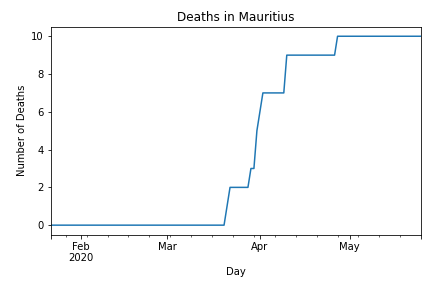 Deaths in Mauritius
10
8
6
4
2
0
Number of Deaths
Feb
2020
Mar
Apr
May
Day